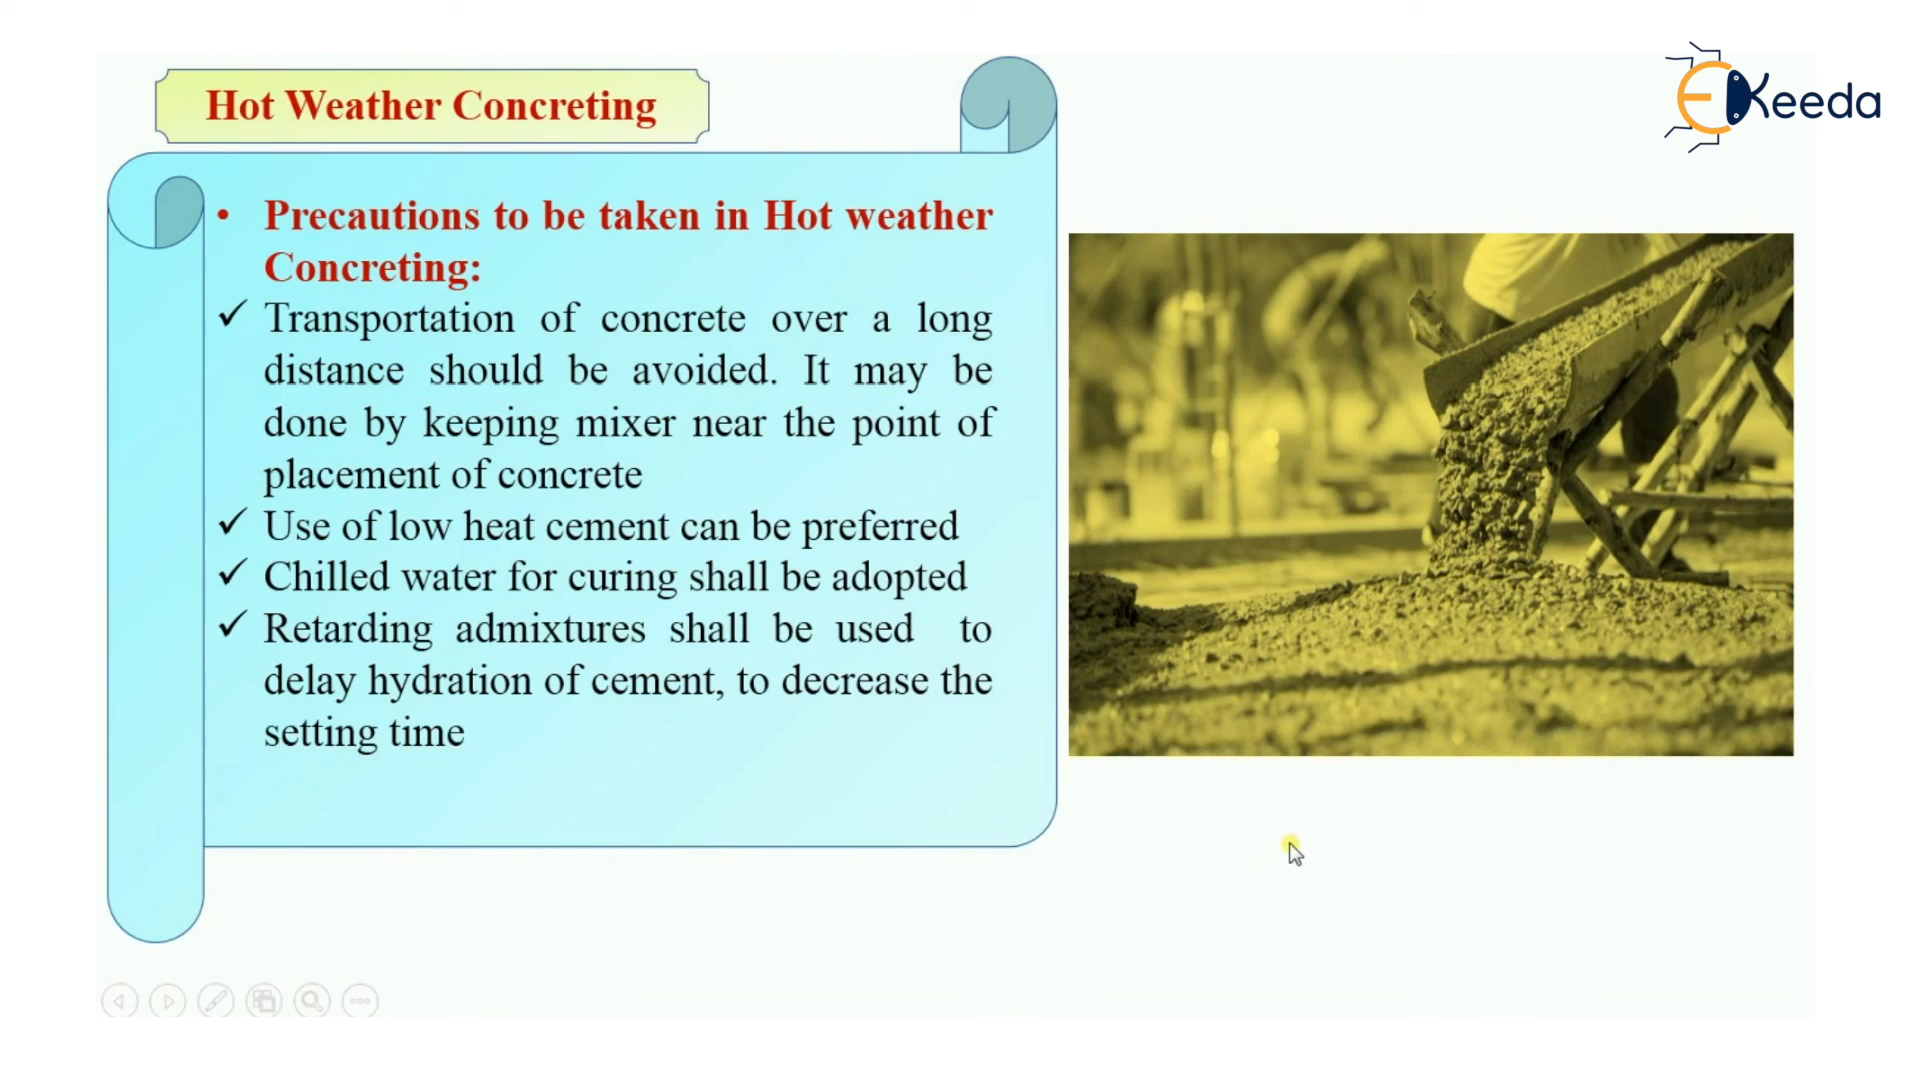 Hot Weather Concreting
EKeeda
• Precautions to be taken in Hot weather
Concreting:
✓ Transportation of concrete over a long
distance should be avoided. It may be
done by keeping mixer near the point of
placement of concrete
✓ Use of low heat cement can be preferred
✓ Chilled water for curing shall be adopted
✓ Retarding admixtures shall be used to
delay hydration of cement, to decrease the
setting time